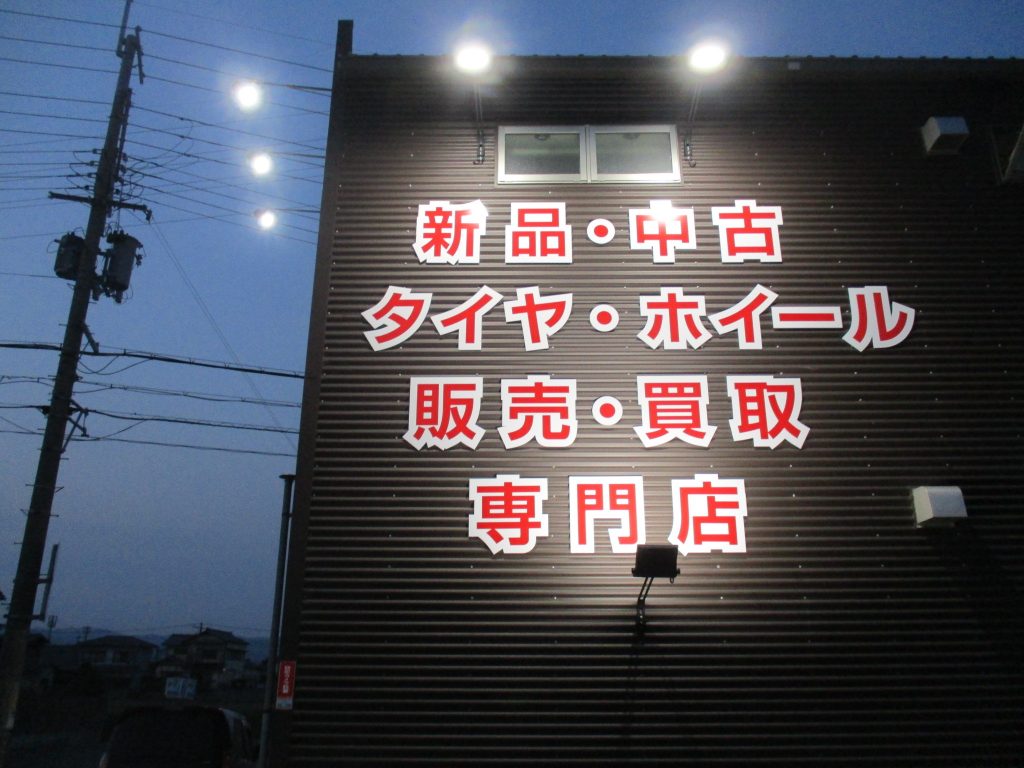 新品・中古
タイヤ・ホイール
販売・買取
専門店